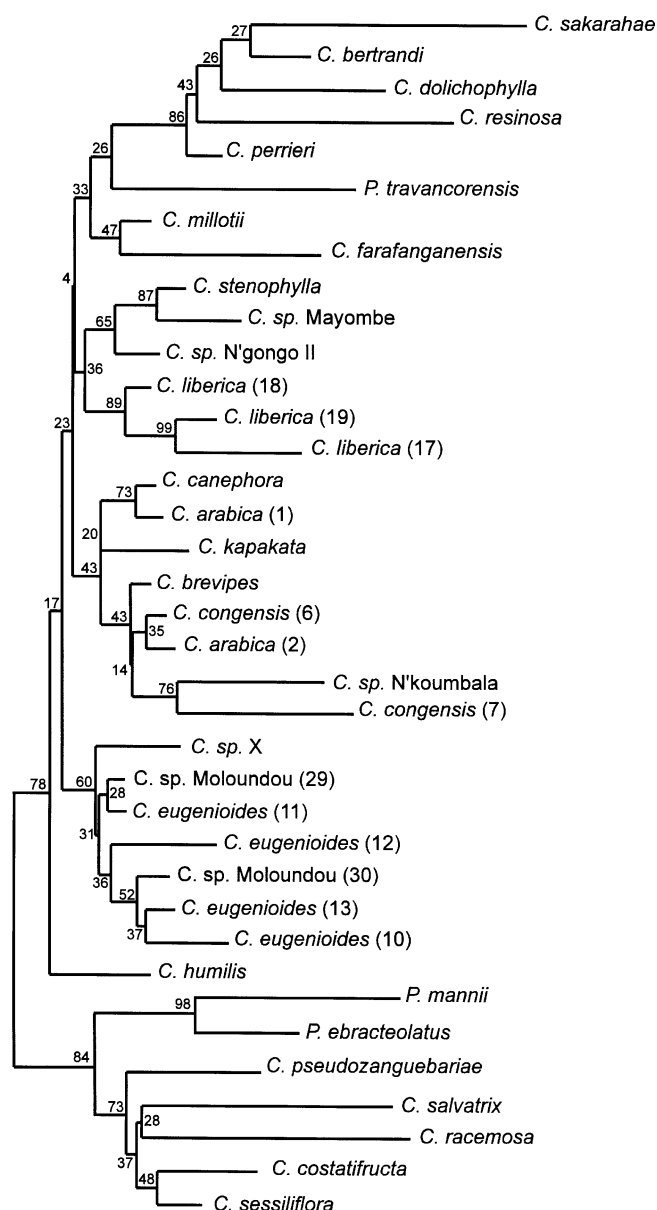 27
C. sakarahae
26
C. bertrandi
43
C. dolichophylla
86
C. resinosa
26
C. perrieri
33
P. travancorensis
47
C. millotii
C. farafanganensis
4
87
C. stenophylla
65
C. sp. Mayombe
36
C. sp. N'gongo II
89
C. liberica (18)
99
C. liberica (19)
C. liberica (17)
23
73
C. canephora
C. arabica (1)
20
C. kapakata
43
C. brevipes
43
C. congensis (6)
35
C. arabica (2)
14
76
C. sp. N'koumbala
C. congensis (7)
17
C. sp. X
78
60
C. sp. Moloundou (29)
28
C. eugenioides (11)
31
C. eugenioides (12)
36
52
C. sp. Moloundou (30)
C. eugenioides (13)
37
C. eugenioides (10)
C. humilis
98
P. mannii
P. ebracteolatus
84
C. pseudozanguebariae
73
C. salvatrix
28
C. racemosa
37
C. costatifructa
48
C. sessiliflora